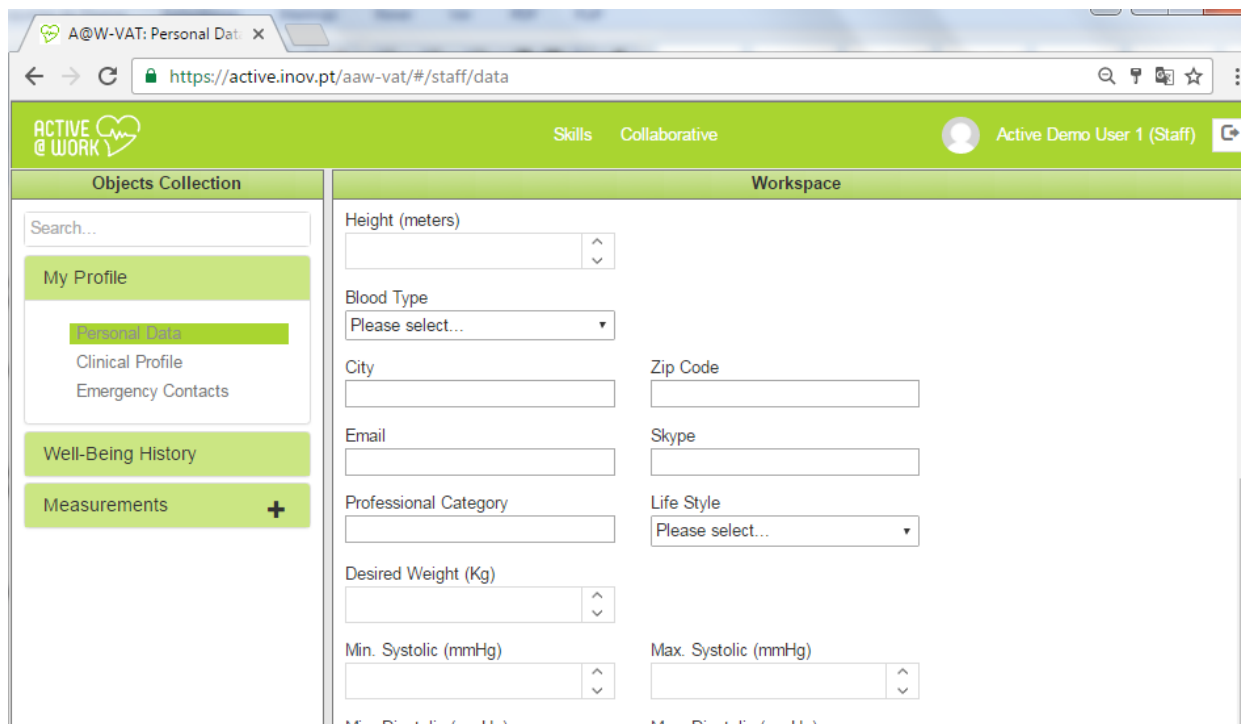 A@W-VAT: Personal Dat
https://active.inov.pt/aaw-vat/#/staff/data
ACTIVE
@ WORK
Skills Collaborative Active Demo User 1 (Staff)
Objects Collection
Search...
My Profile
Personal Data
Clinical Profile
Emergency Contacts
Well-Being History
Measurements
Workspace
Height (meters)
Blood Type
Please select...
City Zip Code
Email Skype
Professional Category Life Style
Please select...
Desired Weight (Kg)
Min. Systolic (mmHg) Max. Systolic (mmHg)